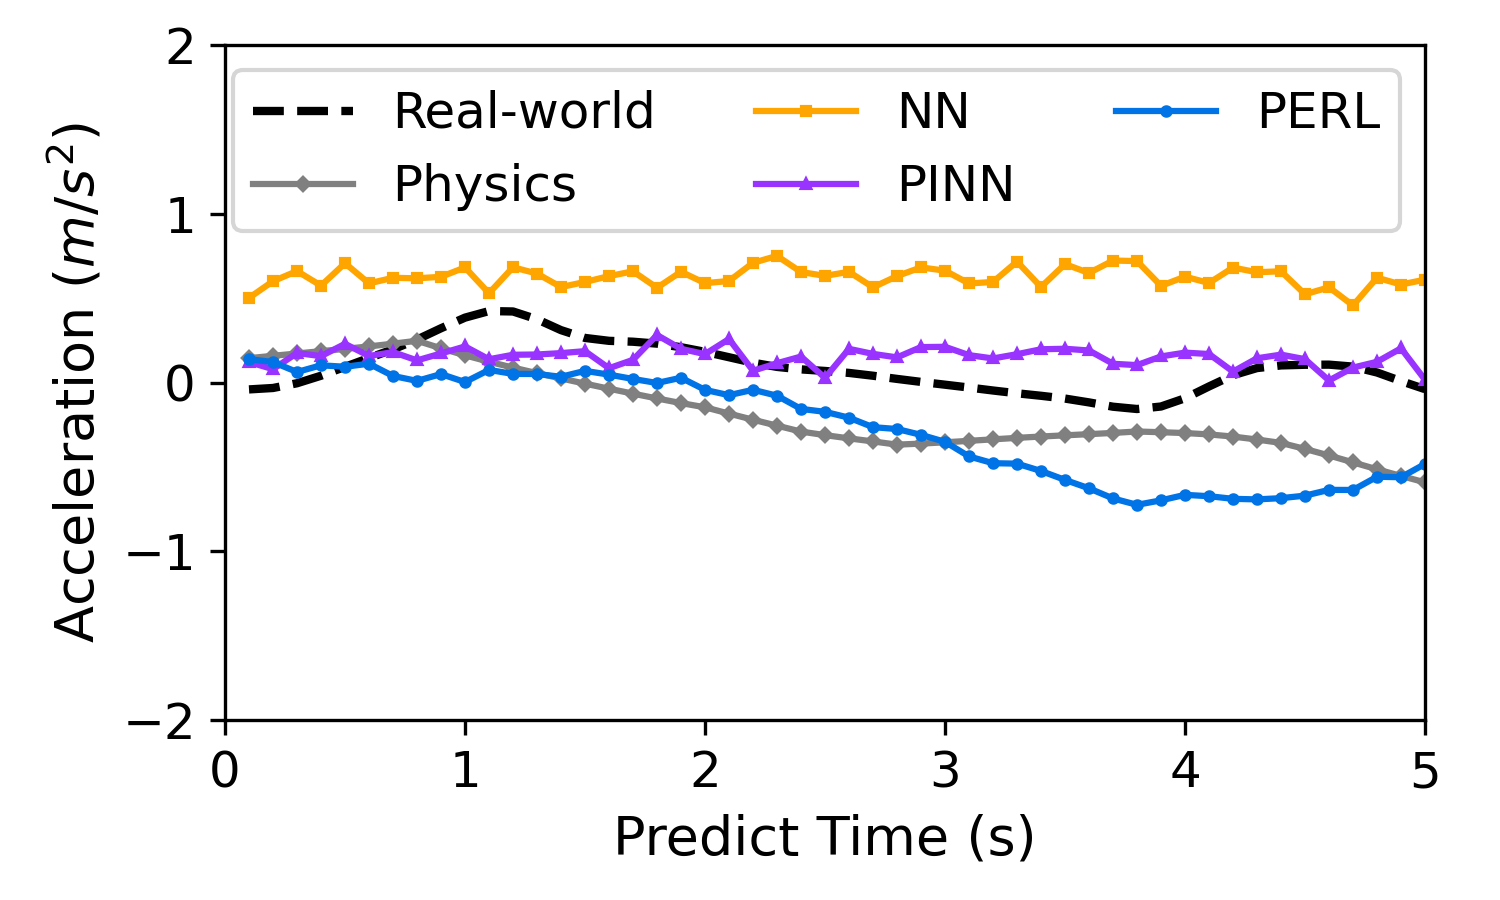 2
1
0
−1
−2
Acceleration (m/s²)
Real-world
Physics
NN
PINN
PERL
0 1 2 3 4 5
Predict Time (s)